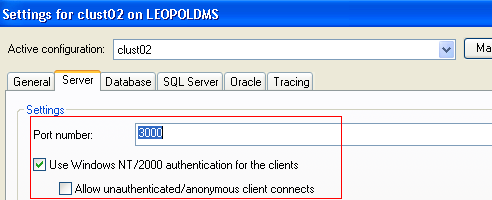 Settings for clust02 on LEOPOLDMS
Active configuration: clust02 Ma
General Server Database SQL Server Oracle Tracing
Settings
Port number: 3000
Use Windows NT/2000 authentication for the clients
Allow unauthenticated/anonymous client connects